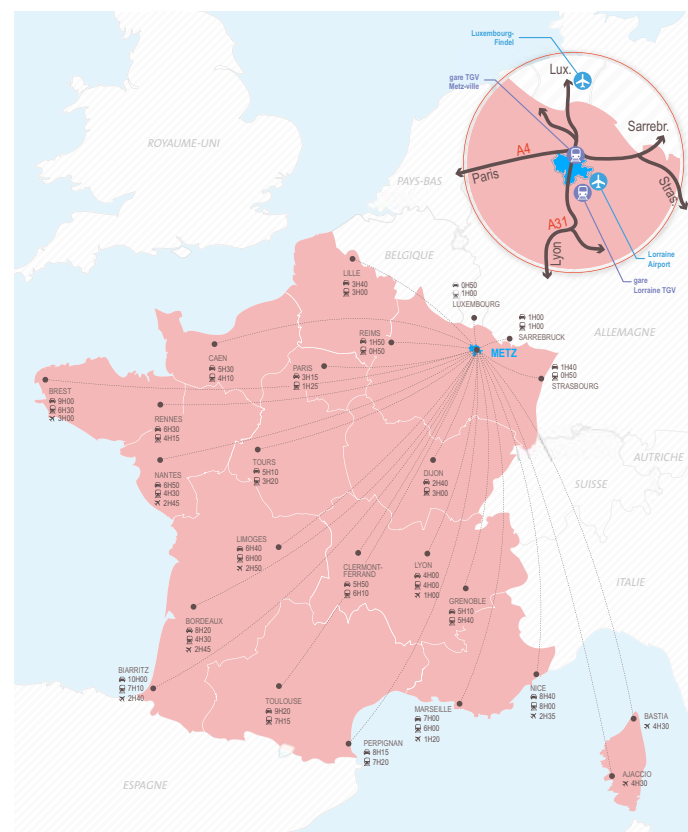 Luxembourg-
Findel
gare TGV
Metz-ville
Lux.
Sarrebr.
A4
Paris
Stras.
A31
Lyon
Lorraine
Airport
gare
Lorraine TGV
ROYAUME-UNI
PAYS-BAS
BELGIQUE
ALLEMAGNE
AUTRICHE
SUISSE
ITALIE
ESPAGNE
LILLE
3H40
3H00
0H50
1H00
LUXEMBOURG
1H00
1H00
SARREBRUCK
METZ
REIMS
1H50
0H50
CAEN
5H30
4H10
PARIS
3H15
1H25
1H40
0H50
STRASBOURG
BREST
9H00
6H30
3H00
RENNES
6H30
4H15
TOURS
5H10
3H20
NANTES
6H50
4H30
2H45
DIJON
2H40
3H00
LIMOGES
6H40
6H00
2H50
CLERMONT-
FERRAND
5H50
6H10
LYON
4H00
4H00
1H00
GRENOBLE
5H10
5H40
BORDEAUX
8H20
4H30
2H45
BIARRITZ
10H00
7H10
2H40
TOULOUSE
9H20
7H15
MARSEILLE
7H00
6H00
1H20
NICE
8H40
8H00
2H35
PERPIGNAN
8H15
7H20
BASTIA
4H30
AJACCIO
4H30